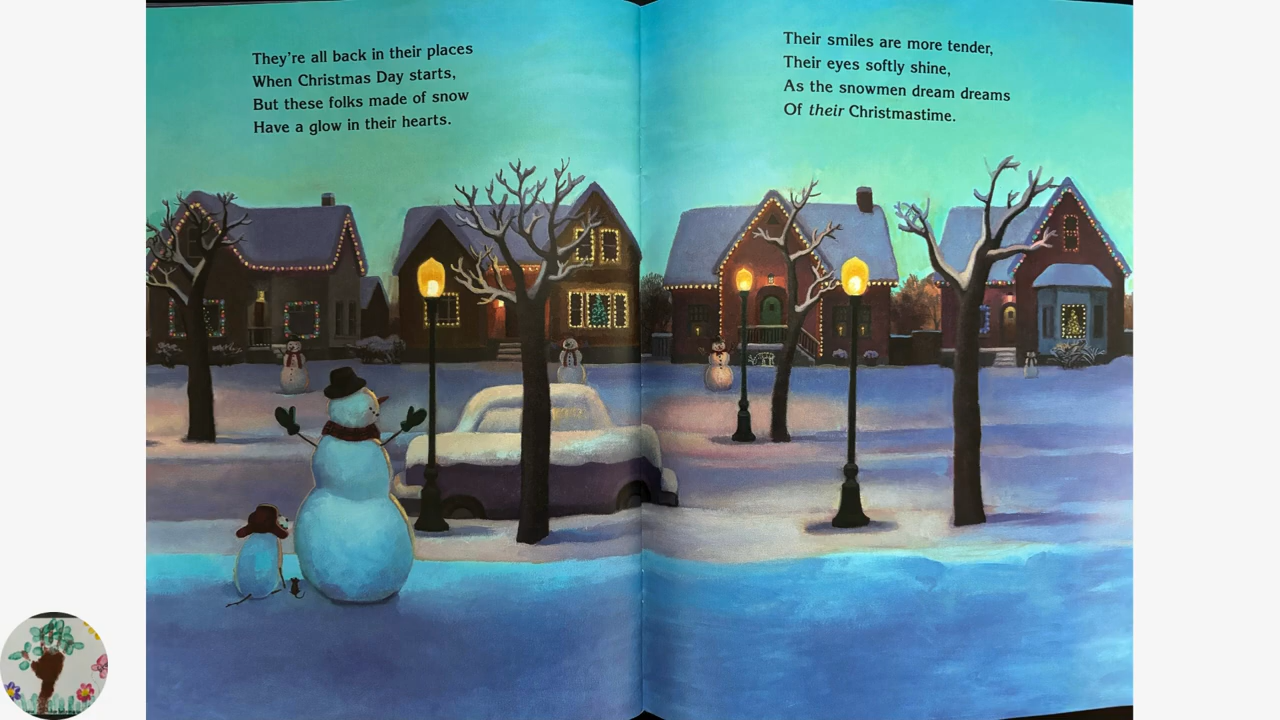 They're all back in their places
When Christmas Day starts,
But these folks made of snow
Have a glow in their hearts.
Their smiles are more tender,
Their eyes softly shine,
As the snowmen dream dreams
Of their Christmastime.